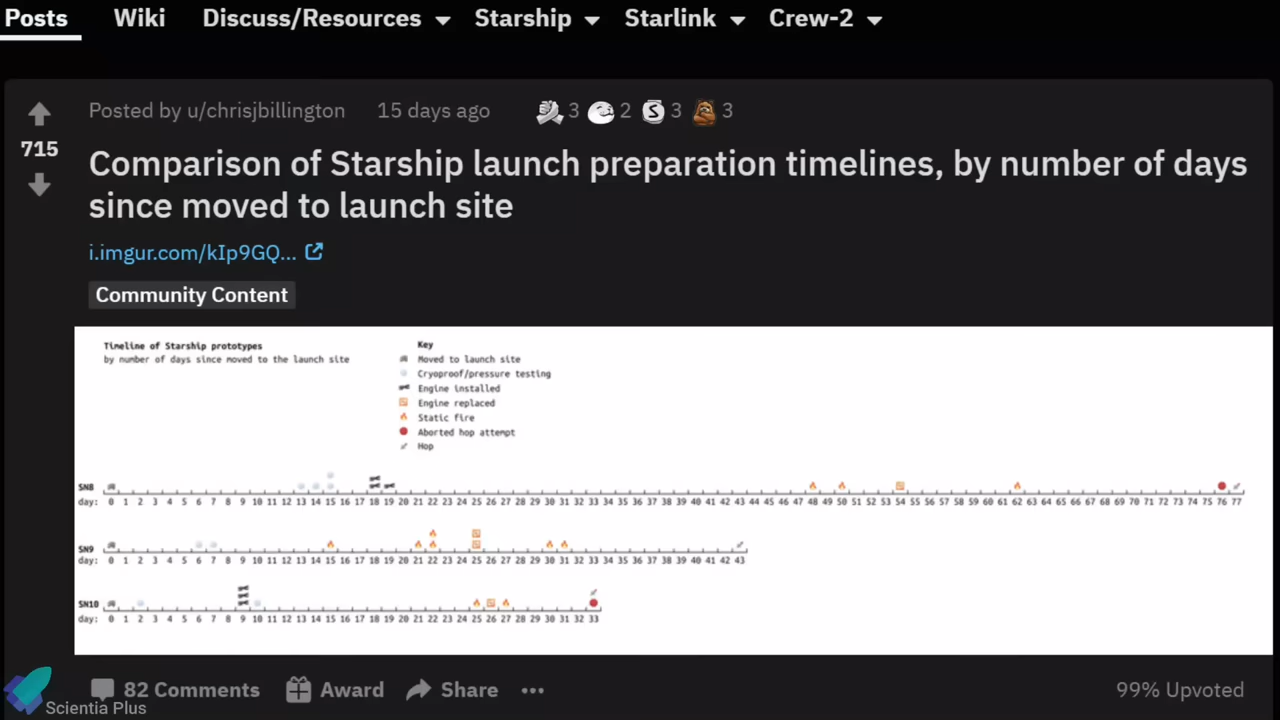 Posts Wiki Discuss/Resources Starship Starlink Crew-2
Posted by u/chrisjbillington 15 days ago 3 2 3 3
715
Comparison of Starship launch preparation timelines, by number of days
since moved to launch site
i.imgur.com/kIp9GQ...
Community Content
Timeline of Starship prototypes
by number of days since moved to the launch site
Key
Moved to launch site
Cryoproof/pressure testing
Engine installed
Engine replaced
Static fire
Aborted hop attempt
Hop
SN8
day: 0 1 2 3 4 5 6 7 8 9 10 11 12 13 14 15 16 17 18 19 20 21 22 23 24 25 26 27 28 29 30 31 32 33 34 35 36 37 38 39 40 41 42 43 44 45 46 47 48 49 50 51 52 53 54 55 56 57 58 59 60 61 62 63 64 65 66 67 68 69 70 71 72 73 74 75 76 77
SN9
day: 0 1 2 3 4 5 6 7 8 9 10 11 12 13 14 15 16 17 18 19 20 21 22 23 24 25 26 27 28 29 30 31 32 33 34 35 36 37 38 39 40 41 42 43
SN10
day: 0 1 2 3 4 5 6 7 8 9 10 11 12 13 14 15 16 17 18 19 20 21 22 23 24 25 26 27 28 29 30 31 32 33
82 Comments Award Share 99% Upvoted
Scientia Plus